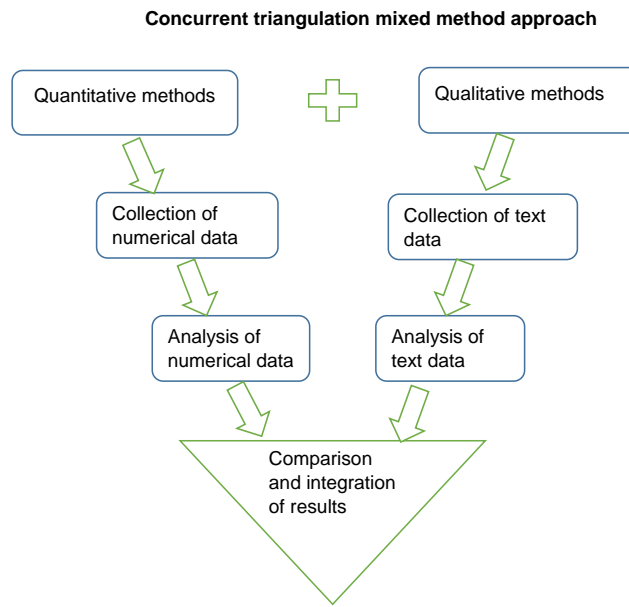 Concurrent triangulation mixed method approach
Quantitative methods
Qualitative methods
Collection of
numerical data
Collection of text
data
Analysis of
numerical data
Analysis of
text data
Comparison
and integration
of results